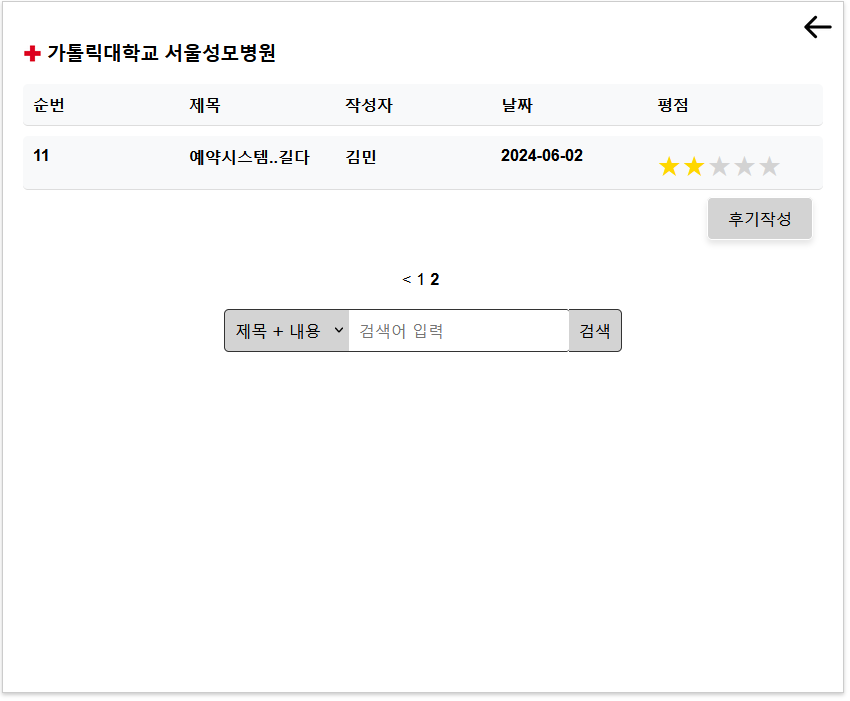 가톨릭대학교 서울성모병원
순번 제목 작성자 날짜 평점
11 예약시스템..길다 김민 2024-06-02
후기작성
< 1 2
제목 + 내용 검색어 입력 검색